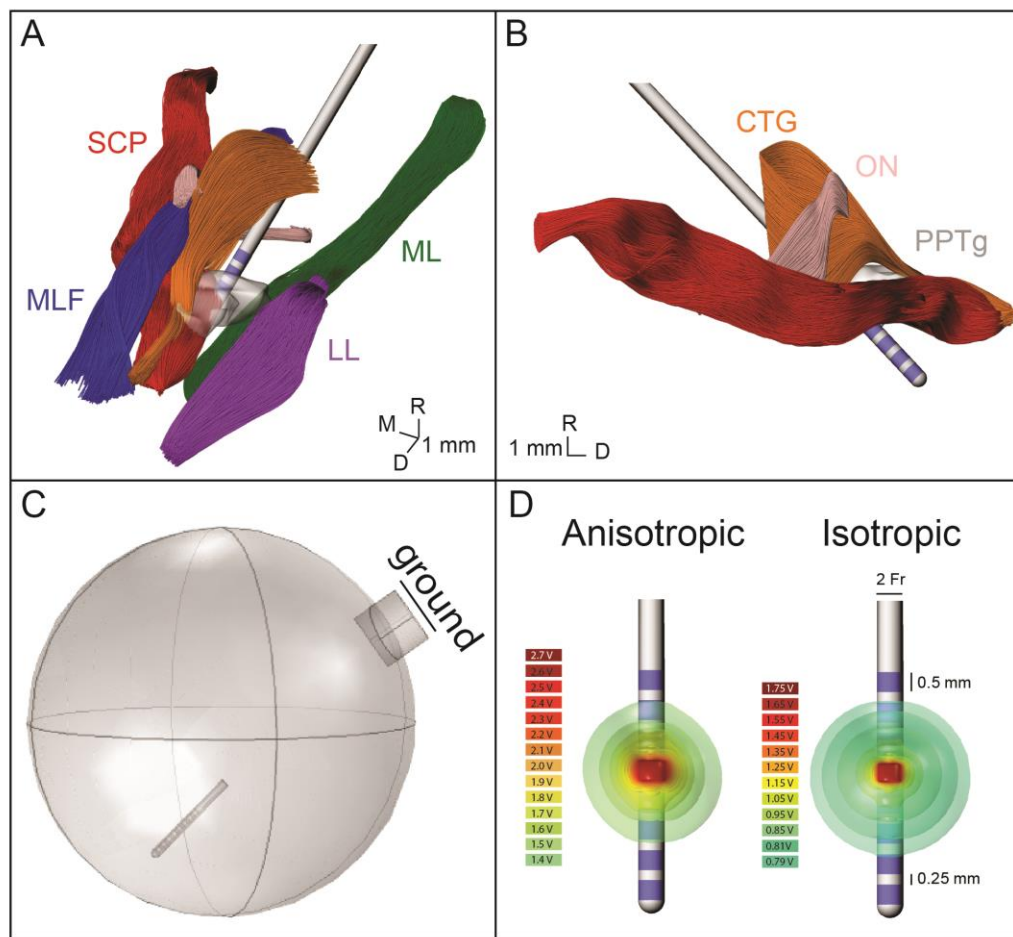 A
SCP
MLF
ML
LL
R
M
1 mm
D
B
CTG
ON
PPTg
R
1 mm
D
C
ground
D
Anisotropic
Isotropic
2 Fr
2.7 V
2.6 V
2.5 V
2.4 V
2.3 V
2.2 V
2.1 V
2.0 V
1.9 V
1.8 V
1.7 V
1.6 V
1.5 V
1.4 V
0.5 mm
1.75 V
1.65 V
1.55 V
1.45 V
1.35 V
1.25 V
1.15 V
1.05 V
0.95 V
0.85 V
0.81 V
0.79 V
0.25 mm